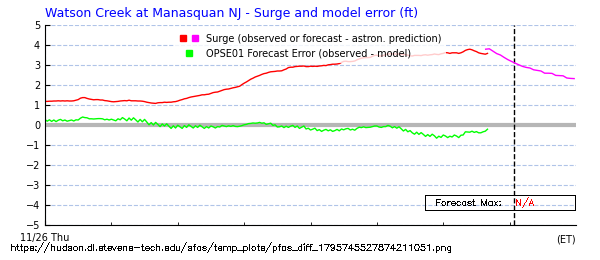 Watson Creek at Manasquan NJ - Surge and model error (ft)
5
Surge (observed or forecast - astron. prediction)
4
OPSE01 Forecast Error (observed - model)
3
2
1
0
−1
−2
−3
−4
Forecast Max: N/A
−5
11/26 Thu
(ET)
https://hudson.dl.stevens-tech.edu/sfas/temp_plots/pfas_diff_1795745527874211051.png